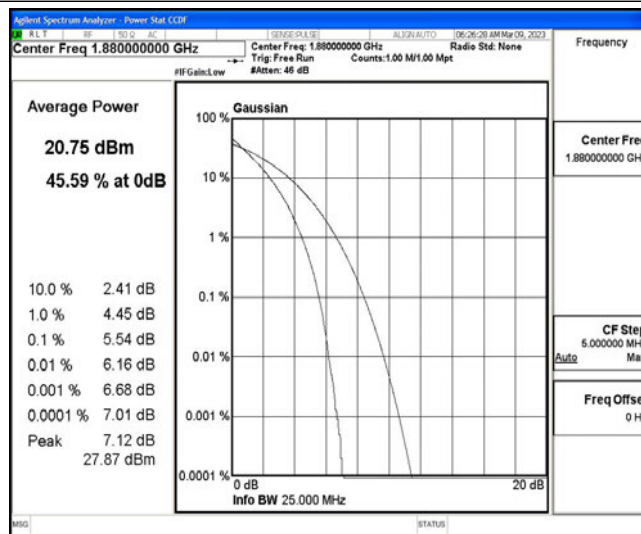 Agilent Spectrum Analyzer - Power Stat CCDF
RLT RF 50 Ω AC SENSE:PULSE ALIGN AUTO 06:26:28 AM Mar 09, 2023
Center Freq 1.880000000 GHz
Center Freq: 1.880000000 GHz Radio Std: None
Trig: Free Run Counts:1.00 M/1.00 Mpt
#IFGain:Low #Atten: 46 dB
Frequency
Average Power
20.75 dBm
45.59 % at 0dB
10.0 % 2.41 dB
1.0 % 4.45 dB
0.1 % 5.54 dB
0.01 % 6.16 dB
0.001 % 6.68 dB
0.0001 % 7.01 dB
Peak 7.12 dB
27.87 dBm
Gaussian
100 %
10 %
1 %
0.1 %
0.01 %
0.001 %
0.0001 %
0 dB 20 dB
Info BW 25.000 MHz
Center Fre
1.880000000 GH
CF Ste
5.000000 MH
Auto Ma
Freq Offse
0 H
MSG STATUS